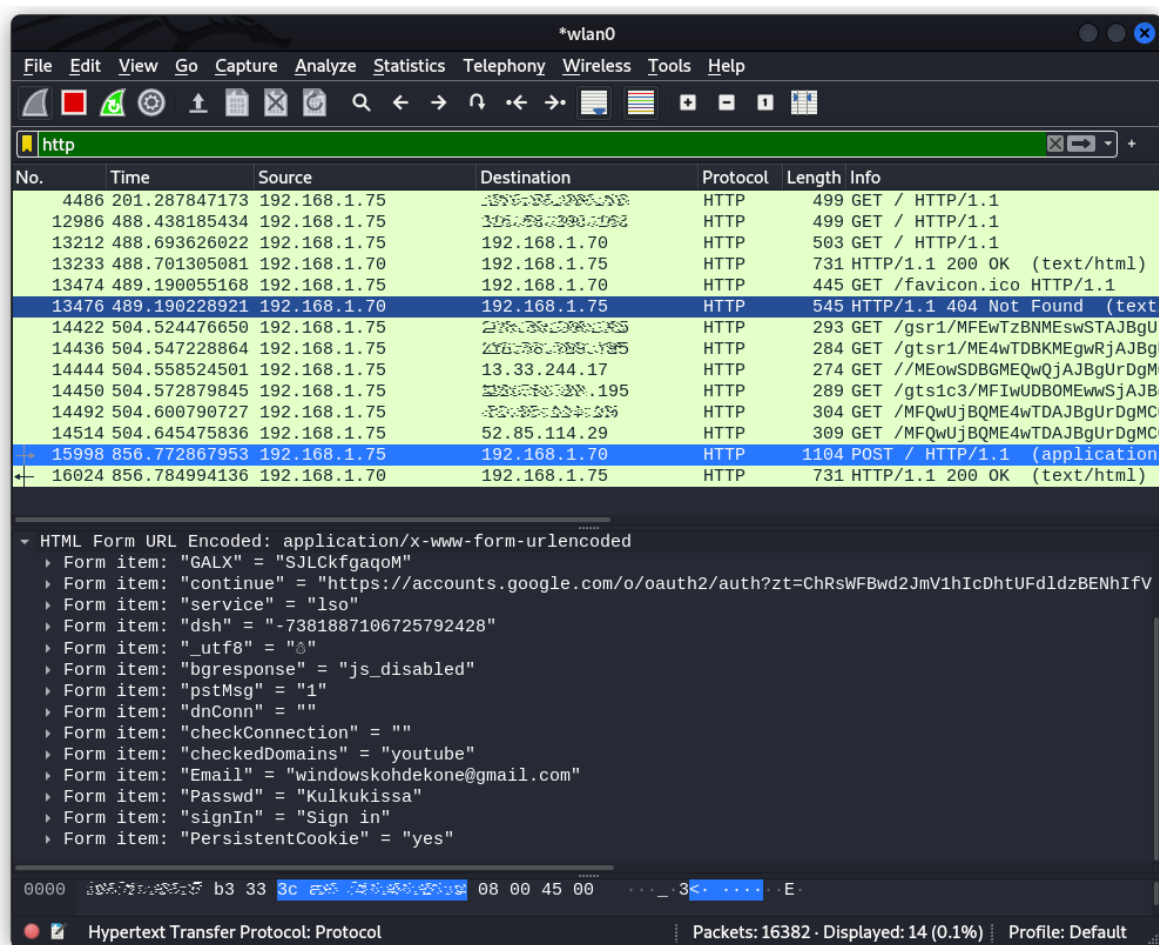 *wlan0
File Edit View Go Capture Analyze Statistics Telephony Wireless Tools Help
http
No. Time Source Destination Protocol Length Info
4486 201.287847173 192.168.1.75 HTTP 499 GET / HTTP/1.1
12986 488.438185434 192.168.1.75 HTTP 499 GET / HTTP/1.1
13212 488.693626022 192.168.1.75 192.168.1.70 HTTP 503 GET / HTTP/1.1
13233 488.701305081 192.168.1.70 192.168.1.75 HTTP 731 HTTP/1.1 200 OK (text/html)
13474 489.190055168 192.168.1.75 192.168.1.70 HTTP 445 GET /favicon.ico HTTP/1.1
13476 489.190228921 192.168.1.70 192.168.1.75 HTTP 545 HTTP/1.1 404 Not Found (text
14422 504.524476650 192.168.1.75 HTTP 293 GET /gsr1/MFEwTzBNMEswSTAJBgU
14436 504.547228864 192.168.1.75 HTTP 284 GET /gtsr1/ME4wTDBKMEgwRjAJBg
14444 504.558524501 192.168.1.75 13.33.244.17 HTTP 274 GET //MEowSDBGMEQwQjAJBgUrDgM
14450 504.572879845 192.168.1.75 .195 HTTP 289 GET /gts1c3/MFIwUDBOMEwwSjAJB
14492 504.600790727 192.168.1.75 HTTP 304 GET /MFQwUjBQME4wTDAJBgUrDgMC
14514 504.645475836 192.168.1.75 52.85.114.29 HTTP 309 GET /MFQwUjBQME4wTDAJBgUrDgMC
15998 856.772867953 192.168.1.75 192.168.1.70 HTTP 1104 POST / HTTP/1.1 (application
16024 856.784994136 192.168.1.70 192.168.1.75 HTTP 731 HTTP/1.1 200 OK (text/html)
HTML Form URL Encoded: application/x-www-form-urlencoded
Form item: "GALX" = "SJLCkfgaqoM"
Form item: "continue" = "https://accounts.google.com/o/oauth2/auth?zt=ChRsWFBwd2JmV1hIcDhtUFdldzBENhIfV
Form item: "service" = "lso"
Form item: "dsh" = "-7381887106725792428"
Form item: "_utf8" = "☃"
Form item: "bgresponse" = "js_disabled"
Form item: "pstMsg" = "1"
Form item: "dnConn" = ""
Form item: "checkConnection" = ""
Form item: "checkedDomains" = "youtube"
Form item: "Email" = "windowskohdekone@gmail.com"
Form item: "Passwd" = "Kulkukissa"
Form item: "signIn" = "Sign in"
Form item: "PersistentCookie" = "yes"
0000 b3 33 3c 08 00 45 00 ···_·3<· ·······E·
Hypertext Transfer Protocol: Protocol Packets: 16382 · Displayed: 14 (0.1%) Profile: Default